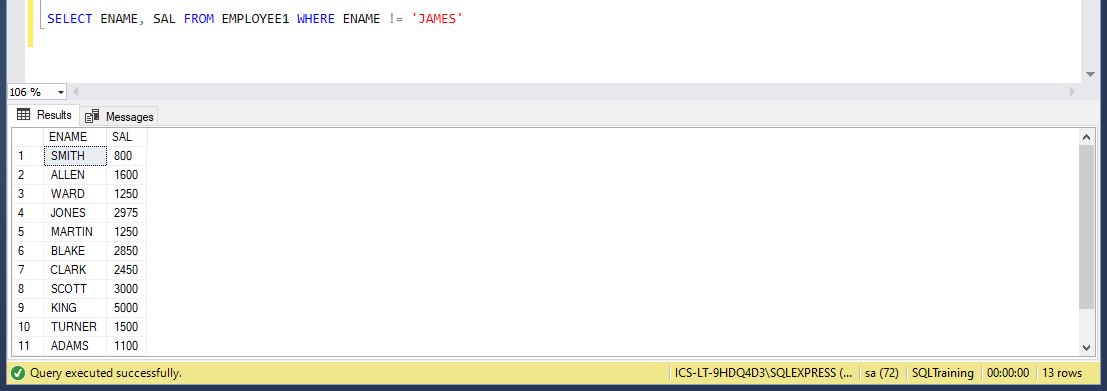 SELECT ENAME, SAL FROM EMPLOYEE1 WHERE ENAME != 'JAMES'
106 %
Results Messages
ENAME SAL
1 SMITH 800
2 ALLEN 1600
3 WARD 1250
4 JONES 2975
5 MARTIN 1250
6 BLAKE 2850
7 CLARK 2450
8 SCOTT 3000
9 KING 5000
10 TURNER 1500
11 ADAMS 1100
Query executed successfully. ICS-LT-9HDQ4D3\SQLEXPRESS (... sa (72) SQLTraining 00:00:00 13 rows